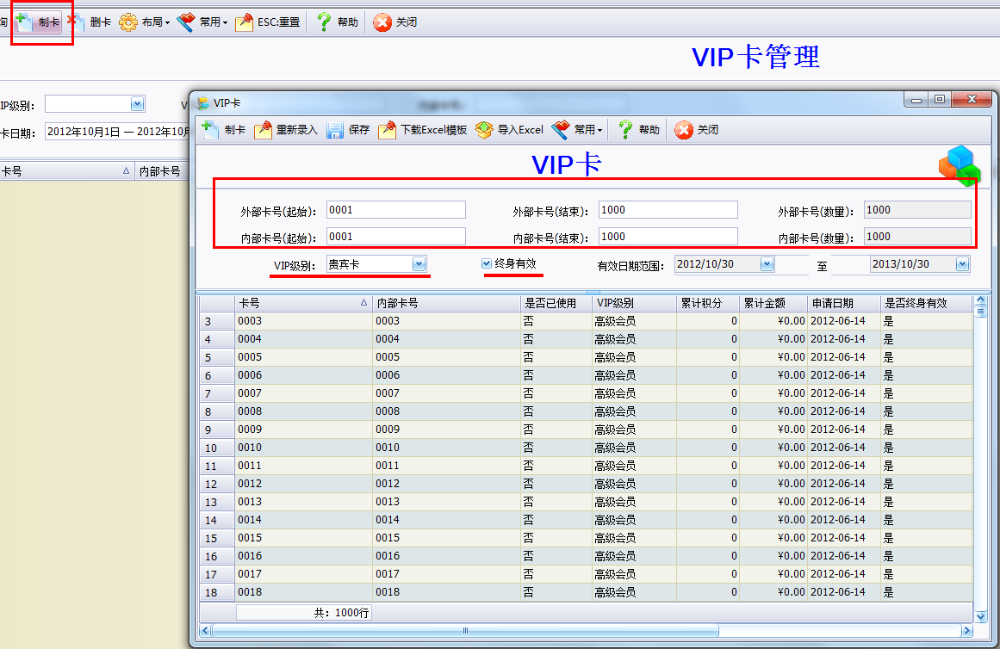 询 制卡 删卡 布局 常用 ESC:重置 帮助 关闭
VIP卡管理
IP级别：
卡日期： 2012年10月1日 — 2012年10月
卡号 内部卡号
VIP卡
制卡 重新录入 保存 下载Excel模板 导入Excel 常用 帮助 关闭
VIP卡
外部卡号(起始)： 0001 外部卡号(结束)： 1000 外部卡号(数量)： 1000
内部卡号(起始)： 0001 内部卡号(结束)： 1000 内部卡号(数量)： 1000
VIP级别： 贵宾卡 终身有效 有效日期范围： 2012/10/30 至 2013/10/30
卡号 内部卡号 是否已使用 VIP级别 累计积分 累计金额 申请日期 是否终身有效
3 0003 0003 否 高级会员 0 ¥0.00 2012-06-14 是
4 0004 0004 否 高级会员 0 ¥0.00 2012-06-14 是
5 0005 0005 否 高级会员 0 ¥0.00 2012-06-14 是
6 0006 0006 否 高级会员 0 ¥0.00 2012-06-14 是
7 0007 0007 否 高级会员 0 ¥0.00 2012-06-14 是
8 0008 0008 否 高级会员 0 ¥0.00 2012-06-14 是
9 0009 0009 否 高级会员 0 ¥0.00 2012-06-14 是
10 0010 0010 否 高级会员 0 ¥0.00 2012-06-14 是
11 0011 0011 否 高级会员 0 ¥0.00 2012-06-14 是
12 0012 0012 否 高级会员 0 ¥0.00 2012-06-14 是
13 0013 0013 否 高级会员 0 ¥0.00 2012-06-14 是
14 0014 0014 否 高级会员 0 ¥0.00 2012-06-14 是
15 0015 0015 否 高级会员 0 ¥0.00 2012-06-14 是
16 0016 0016 否 高级会员 0 ¥0.00 2012-06-14 是
17 0017 0017 否 高级会员 0 ¥0.00 2012-06-14 是
18 0018 0018 否 高级会员 0 ¥0.00 2012-06-14 是
共：1000行